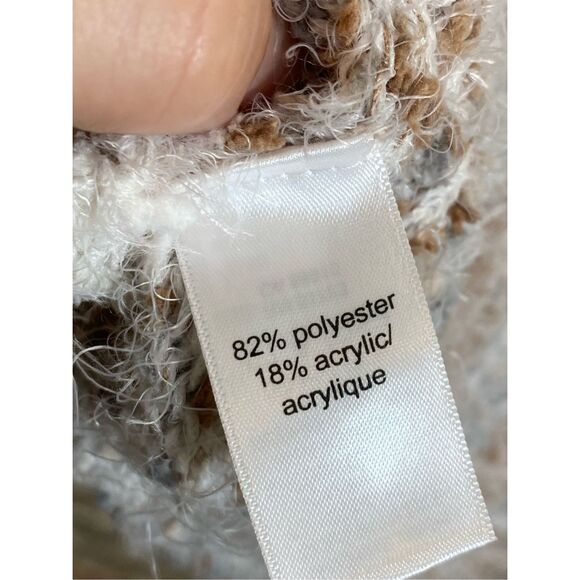 82% polyester
18% acrylic/
acrylique